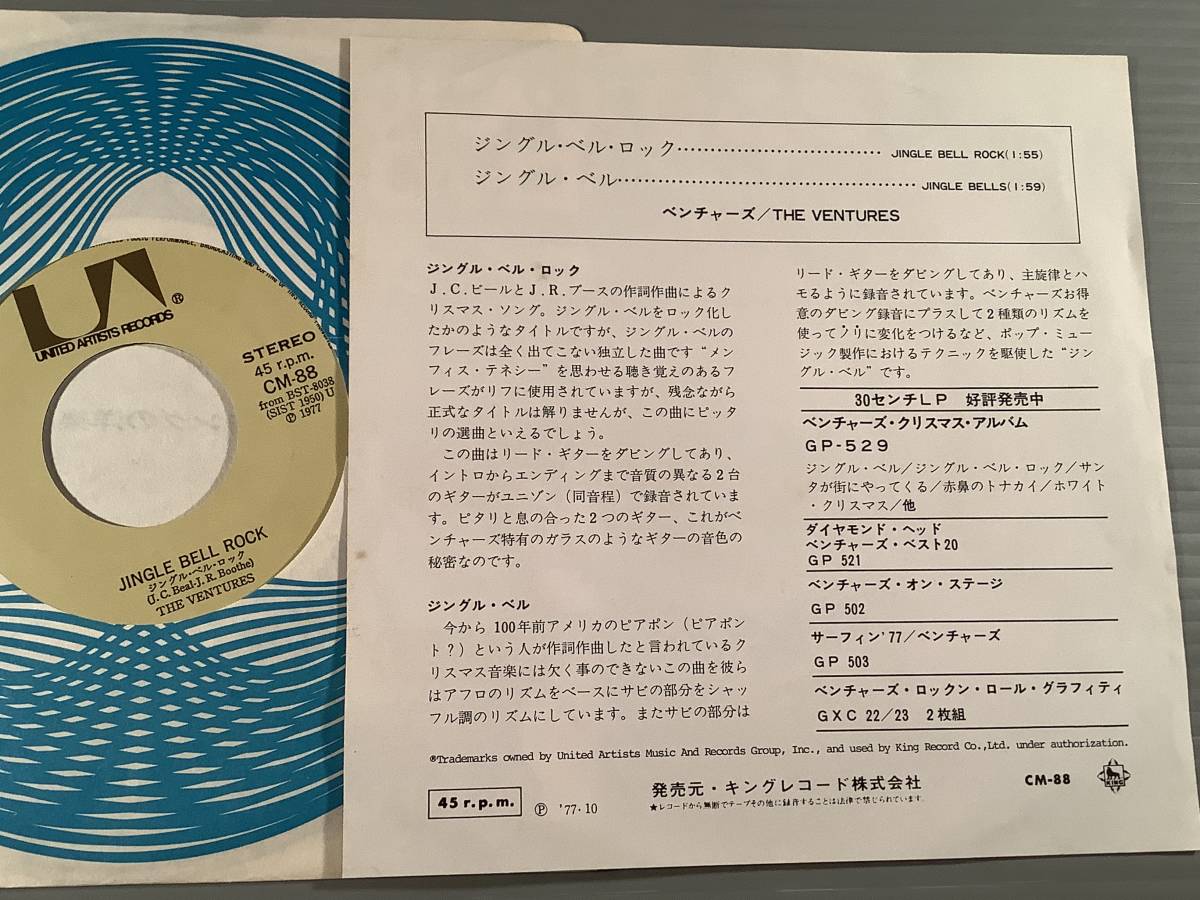 ジングル・ベル・ロック…………………………JINGLE BELL ROCK(1:55)
ジングル・ベル………………………………………JINGLE BELLS(1:59)
ベンチャーズ/THE VENTURES
ジングル・ベル・ロック
J.C.ビールとJ.R.ブースの作詞作曲によるク
リスマス・ソング。ジングル・ベルをロック化し
たかのようなタイトルですが、ジングル・ベルの
フレーズは全く出てこない独立した曲です“メン
フィス・テネシー”を思わせる聴き覚えのあるフ
レーズがリフに使用されていますが、残念ながら
正式なタイトルは解りませんが、この曲にピッタ
リの選曲といえるでしょう。
この曲はリード・ギターをダビングしてあり、
イントロからエンディングまで音質の異なる2台
のギターがユニゾン(同音程)で録音されていま
す。ピタリと息の合った2つのギター、これがベ
ンチャーズ特有のガラスのようなギターの音色の
秘密なのです。
ジングル・ベル
今から100年前アメリカのピアポン(ピアポン
ト?)という人が作詞作曲したと言われているク
リスマス音楽には欠く事のできないこの曲を彼ら
はアフロのリズムをベースにサビの部分をシャッ
フル調のリズムにしています。またサビの部分は
リード・ギターをダビングしてあり、主旋律とハ
モるように録音されています。ベンチャーズお得
意のダビング録音にプラスして2種類のリズムを
使ってノリに変化をつけるなど、ポップ・ミュー
ジック製作におけるテクニックを駆使した“ジン
グル・ベル”です。
30センチLP 好評発売中
ベンチャーズ・クリスマス・アルバム
GP-529
ジングル・ベル/ジングル・ベル・ロック/サン
タが街にやってくる/赤鼻のトナカイ/ホワイト
・クリスマス/他
ダイヤモンド・ヘッド
ベンチャーズ・ベスト20
GP 521
ベンチャーズ・オン・ステージ
GP 502
サーフィン'77/ベンチャーズ
GP 503
ベンチャーズ・ロックン・ロール・グラフィティ
GXC 22/23 2枚組
®Trademarks owned by United Artists Music And Records Group, Inc., and used by King Record Co.,Ltd. under authorization.
45 r.p.m.
Ⓟ '77・10
発売元・キングレコード株式会社
★レコードから無断でテープその他に録音することは法律で禁じられています。
CM-88
KING
UA®
UNITED ARTISTS RECORDS
STEREO
45 r.p.m.
CM-88
from BST-8038
(SIST 1950) U
Ⓟ 1977
JINGLE BELL ROCK
ジングル・ベル・ロック
(J.C. Beal-J.R. Boothe)
THE VENTURES